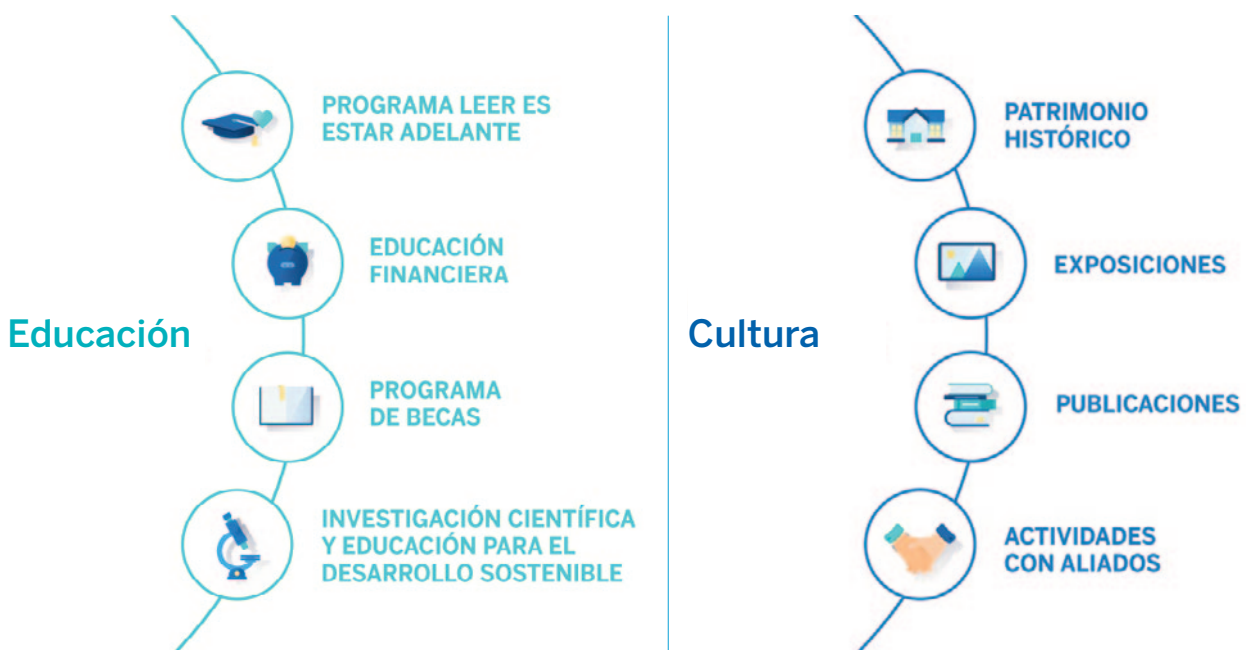 Educación
PROGRAMA LEER ES
ESTAR ADELANTE
EDUCACIÓN
FINANCIERA
PROGRAMA
DE BECAS
INVESTIGACIÓN CIENTÍFICA
Y EDUCACIÓN PARA EL
DESARROLLO SOSTENIBLE
Cultura
PATRIMONIO
HISTÓRICO
EXPOSICIONES
PUBLICACIONES
ACTIVIDADES
CON ALIADOS